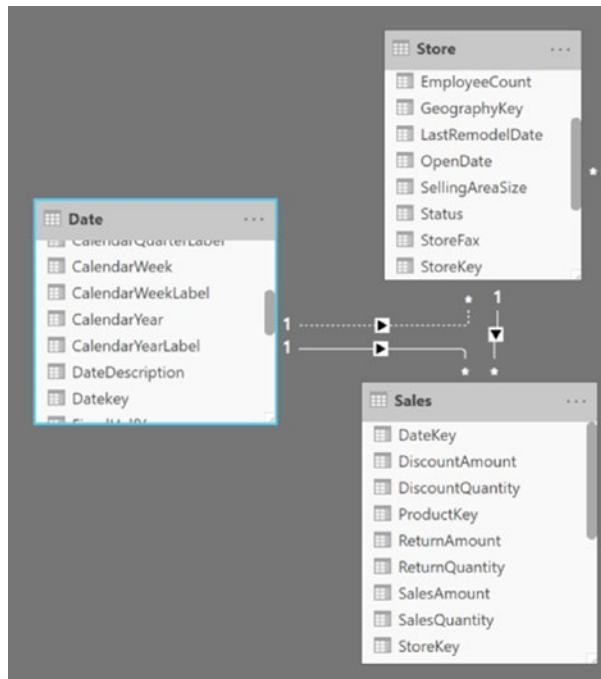 Store ...
EmployeeCount
GeographyKey
LastRemodelDate
OpenDate
SellingAreaSize
Status
StoreFax
StoreKey
*
Date ...
CalendarQuarterLabel
CalendarWeek
CalendarWeekLabel
CalendarYear
CalendarYearLabel
DateDescription
Datekey
* 1
1
1
* *
Sales ...
DateKey
DiscountAmount
DiscountQuantity
ProductKey
ReturnAmount
ReturnQuantity
SalesAmount
SalesQuantity
StoreKey